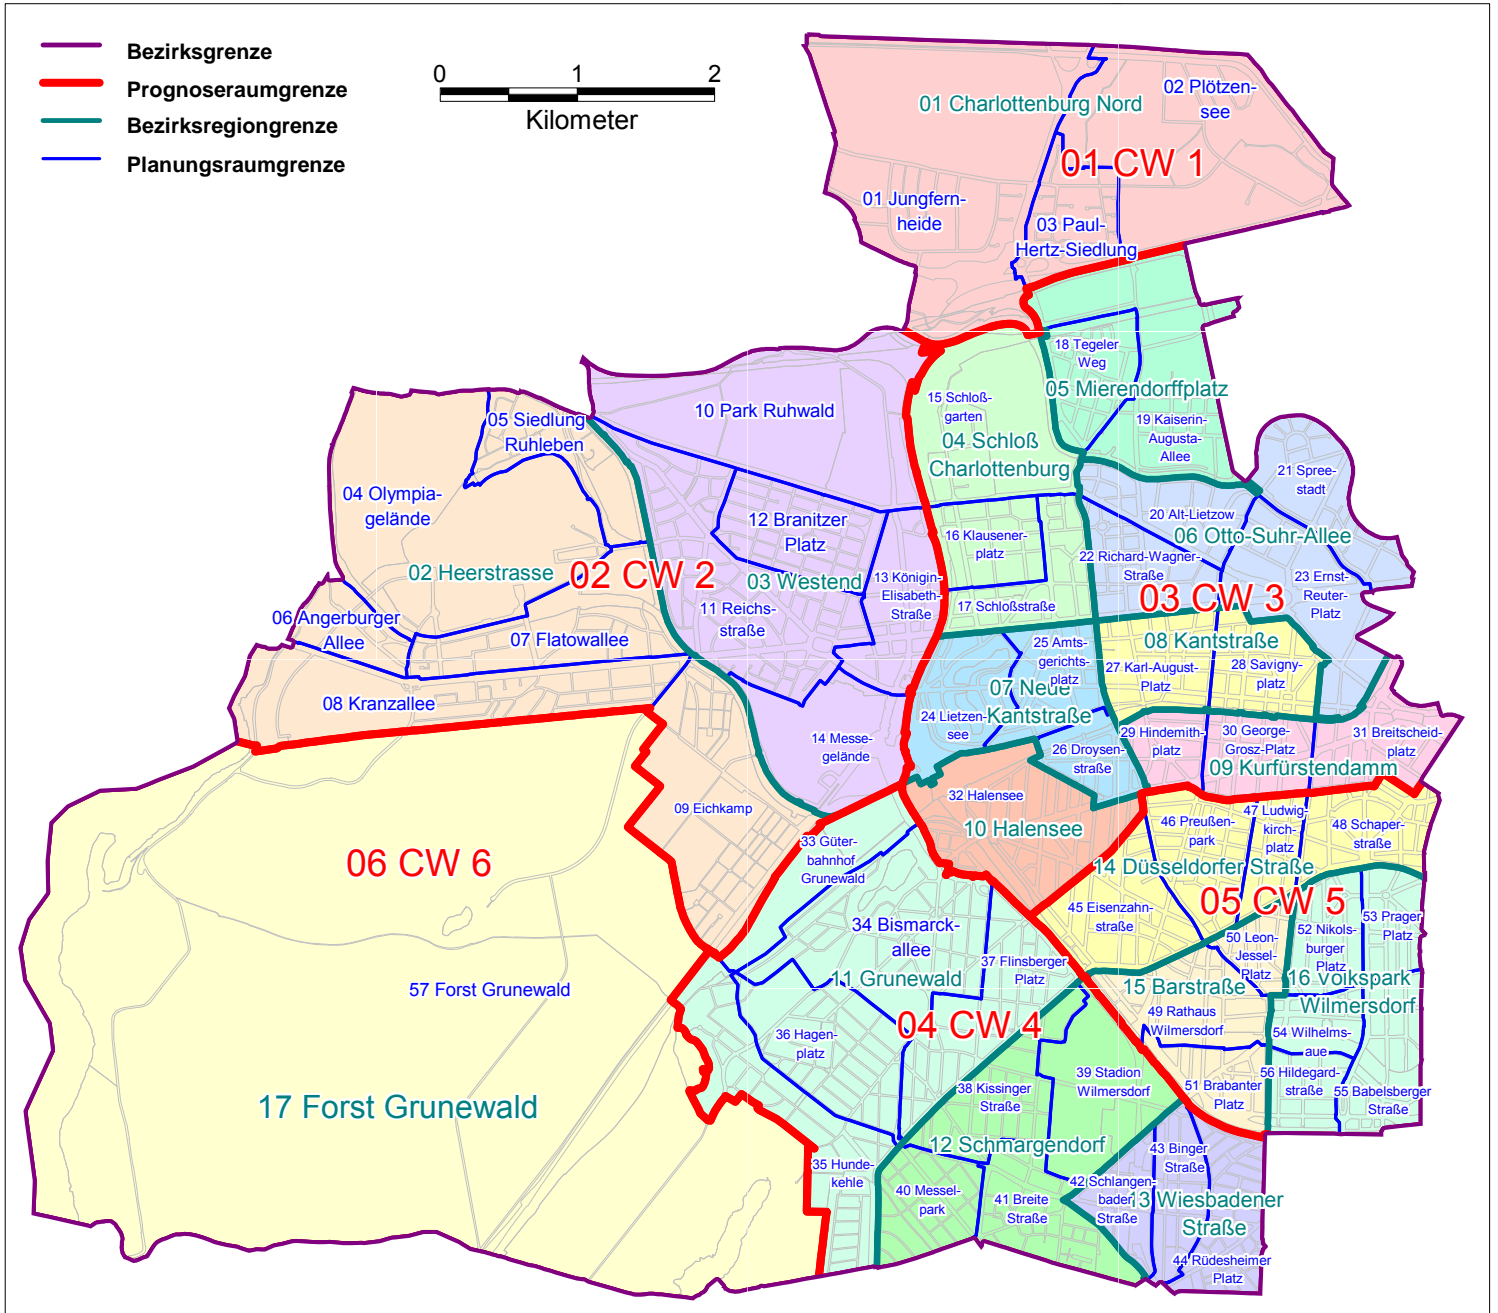 Bezirksgrenze
Prognoseraumgrenze
Bezirksregiongrenze
Planungsraumgrenze
0 1 2
Kilometer
01 Charlottenburg Nord
02 Plötzen-
see
01 CW 1
01 Jungfern-
heide
03 Paul-
Hertz-Siedlung
18 Tegeler
Weg
05 Mierendorffplatz
19 Kaiserin-
Augusta-
Allee
10 Park Ruhwald
15 Schloß-
garten
04 Schloß
Charlottenburg
05 Siedlung
Ruhleben
04 Olympia-
gelände
21 Spree-
stadt
20 Alt-Lietzow
06 Otto-Suhr-Allee
12 Branitzer
Platz
16 Klausener-
platz
22 Richard-Wagner-
Straße
02 Heerstrasse
02 CW 2
03 Westend
13 Königin-
Elisabeth-
Straße
23 Ernst-
Reuter-
Platz
03 CW 3
11 Reichs-
straße
17 Schloßstraße
06 Angerburger
Allee
07 Flatowallee
08 Kantstraße
25 Amts-
gerichts-
platz
27 Karl-August-
Platz
28 Savigny-
platz
07 Neue
Kantstraße
08 Kranzallee
24 Lietzen-
see
14 Messe-
gelände
26 Droysen-
straße
29 Hindemith-
platz
30 George-
Grosz-Platz
31 Breitscheid-
platz
09 Kurfürstendamm
09 Eichkamp
32 Halensee
10 Halensee
46 Preußen-
park
47 Ludwig-
kirch-
platz
48 Schaper-
straße
33 Güter-
bahnhof
Grunewald
14 Düsseldorfer Straße
06 CW 6
05 CW 5
45 Eisenzahn-
straße
34 Bismarck-
allee
53 Prager
Platz
50 Leon-
Jessel-
Platz
52 Nikols-
burger
Platz
37 Flinsberger
Platz
11 Grunewald
57 Forst Grunewald
15 Barstraße
16 Volkspark
Wilmersdorf
49 Rathaus
Wilmersdorf
04 CW 4
36 Hagen-
platz
54 Wilhelms-
aue
39 Stadion
Wilmersdorf
38 Kissinger
Straße
51 Brabanter
Platz
56 Hildegard-
straße
55 Babelsberger
Straße
17 Forst Grunewald
12 Schmargendorf
43 Binger
Straße
35 Hunde-
kehle
40 Messel-
park
41 Breite
Straße
42 Schlangen-
bader
Straße
13 Wiesbadener
Straße
44 Rüdesheimer
Platz